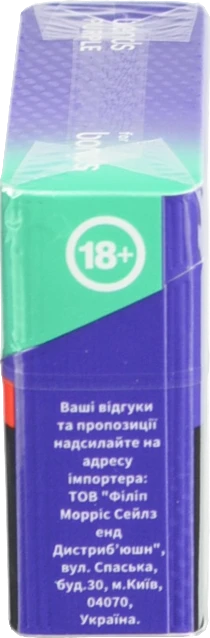 for
18+
Ваші відгуки
та пропозиції
надсилайте на
адресу
імпортера:
ТОВ "Філіп
Морріс Сейлз
енд
Дистриб’юшн",
вул. Спаська,
буд.30, м.Київ,
04070,
Україна.